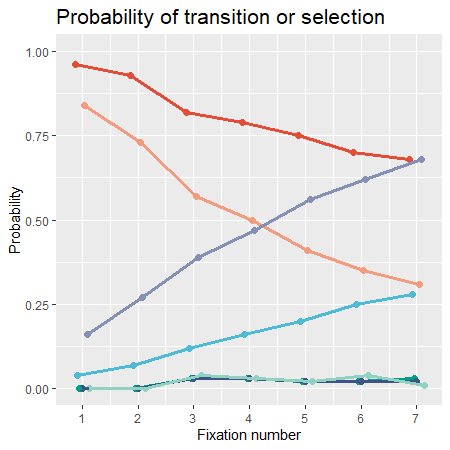 Probability of transition or selection
1.00
0.75
0.50
0.25
0.00
Probability
1 2 3 4 5 6 7
Fixation number